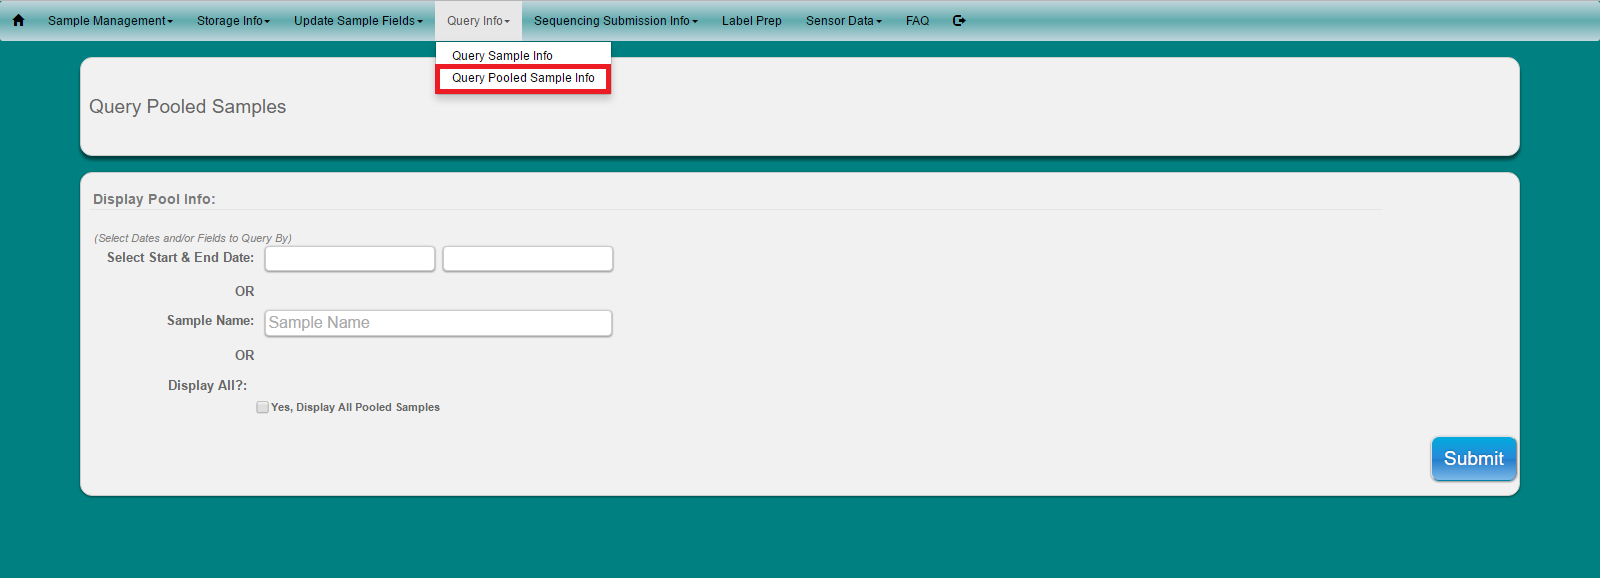 Sample Management Storage Info Update Sample Fields Query Info Sequencing Submission Info Label Prep Sensor Data FAQ
Query Sample Info
Query Pooled Sample Info
Query Pooled Samples
Display Pool Info:
(Select Dates and/or Fields to Query By)
Select Start & End Date:
OR
Sample Name: Sample Name
OR
Display All?:
Yes, Display All Pooled Samples
Submit